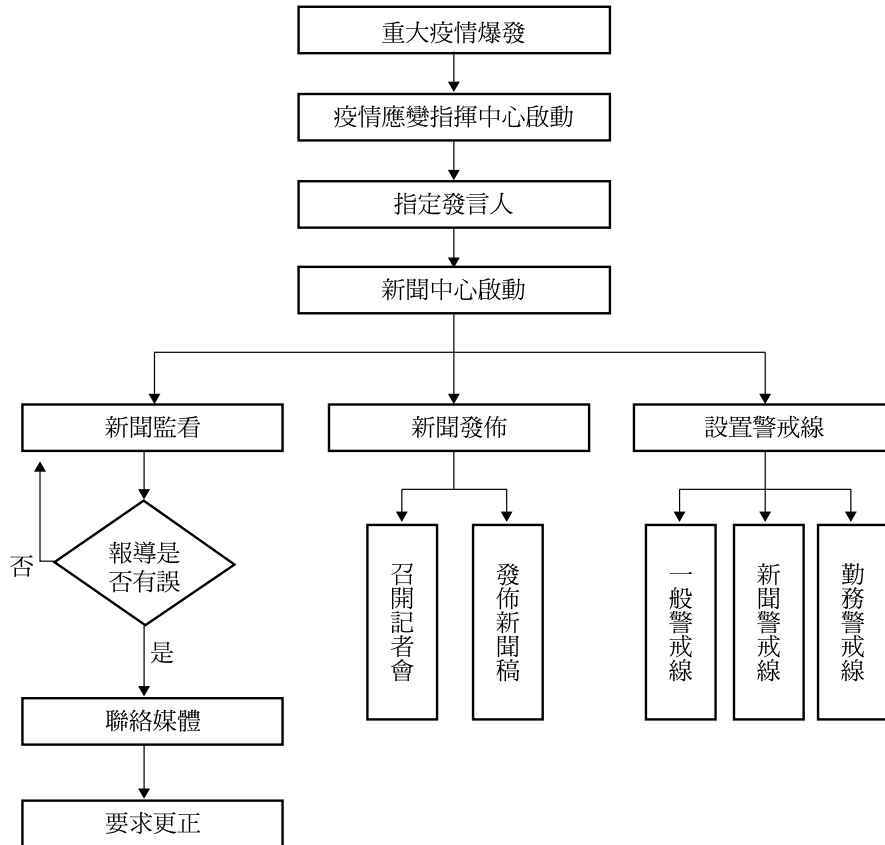 重大疫情爆發
疫情應變指揮中心啟動
指定發言人
新聞中心啟動
新聞監看
新聞發佈
設置警戒線
報導是
否有誤
否
是
聯絡媒體
要求更正
召開記者會
發佈新聞稿
一般警戒線
新聞警戒線
勤務警戒線